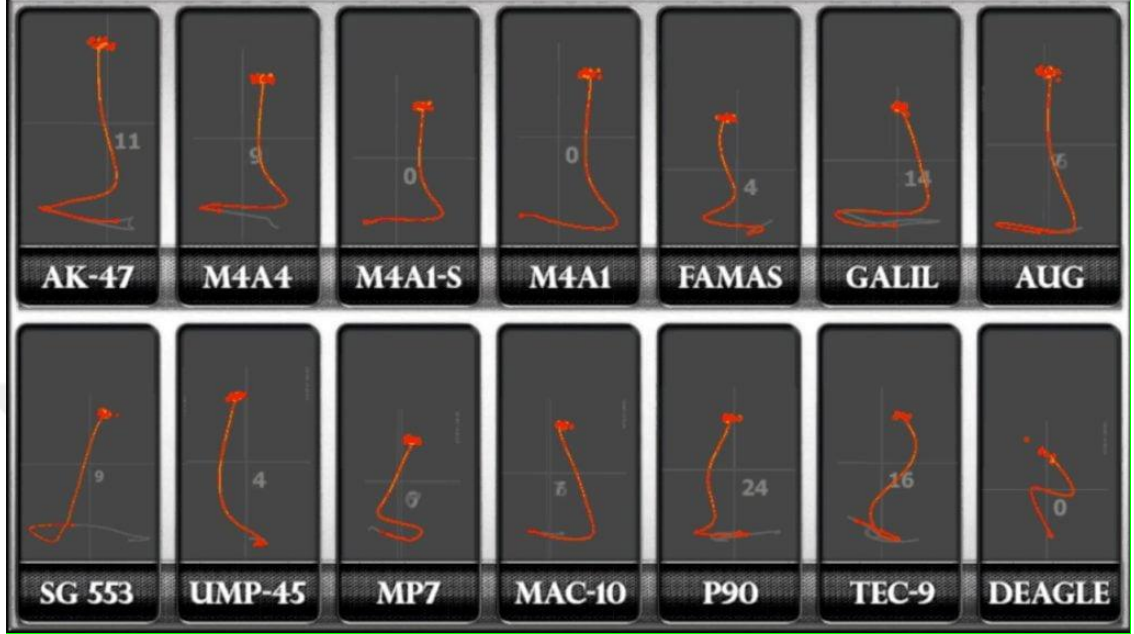 11
9
0
0
4
14
AK-47
M4A4
M4A1-S
M4A1
FAMAS
GALIL
AUG
9
4
24
16
0
SG 553
UMP-45
MP7
MAC-10
P90
TEC-9
DEAGLE